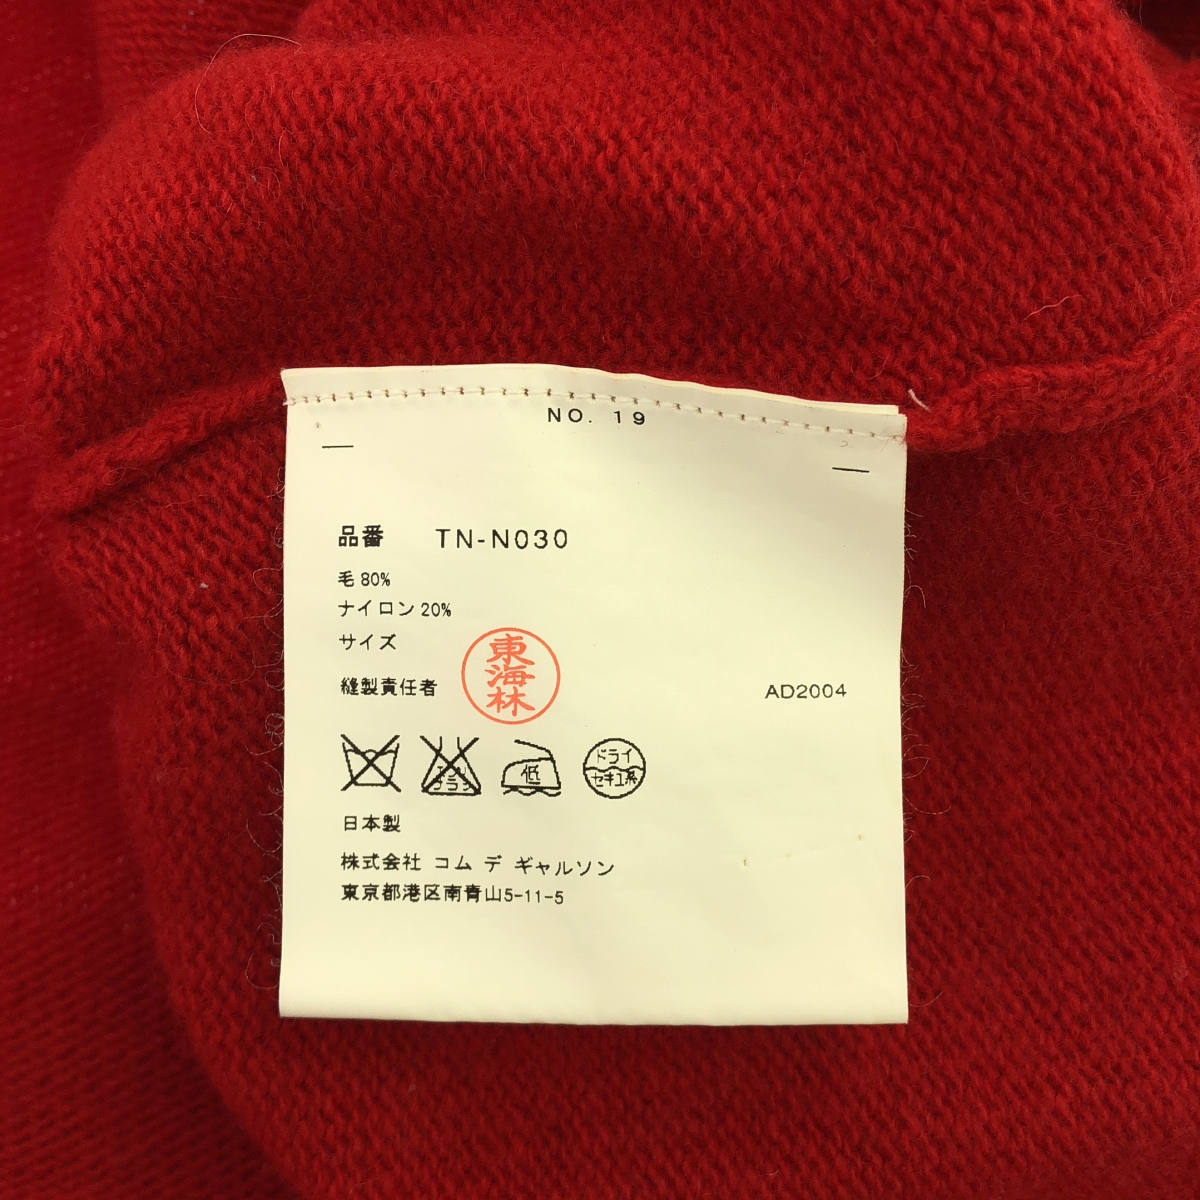 NO. 19
品番 TN-N030
毛 80%
ナイロン 20%
サイズ
縫製責任者 東海林
AD2004
低
ドライ
セキユ系
日本製
株式会社 コム デ ギャルソン
東京都港区南青山5-11-5